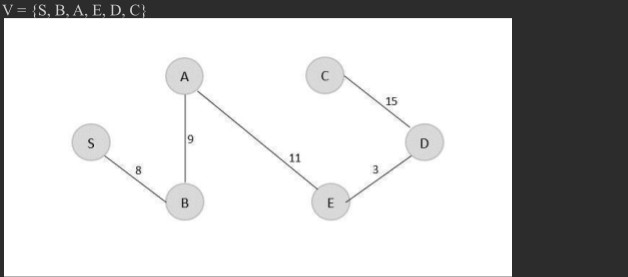 V = {S, B, A, E, D, C}
A
C
15
S
9
D
8
11
3
B
E